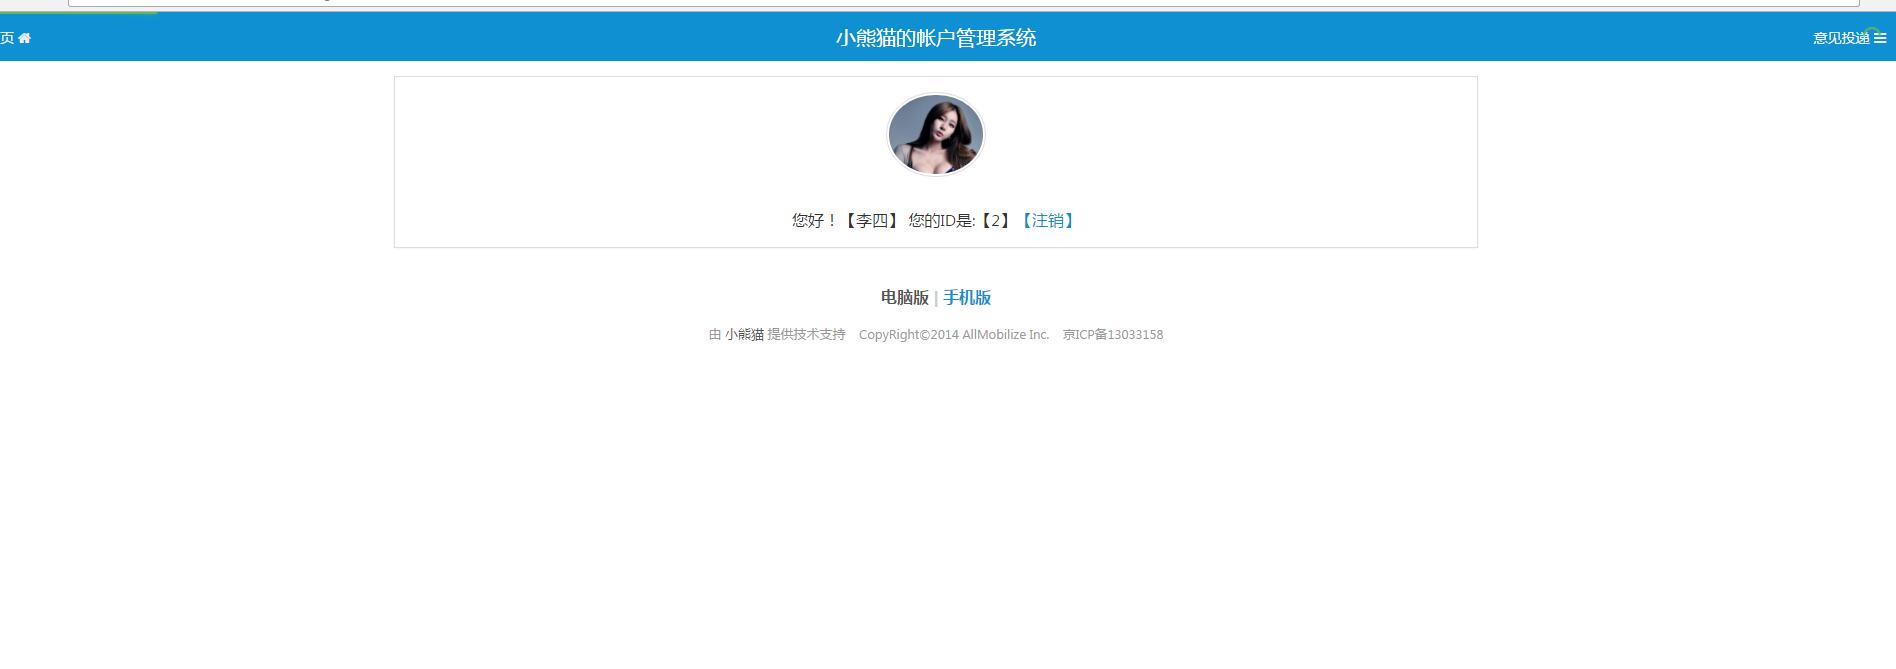 页
小熊猫的帐户管理系统
意见投递
您好！【李四】 您的ID是:【2】【注销】
电脑版 | 手机版
由 小熊猫 提供技术支持 CopyRight©2014 AllMobilize Inc. 京ICP备13033158